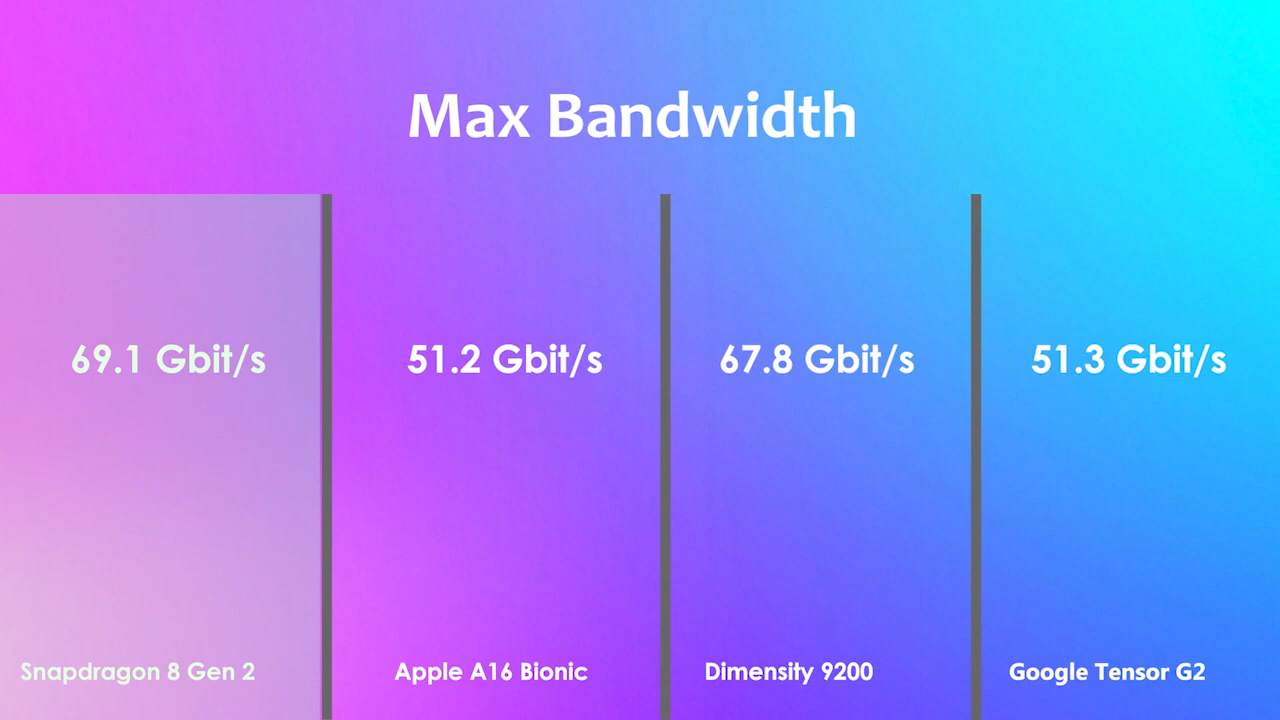 Max Bandwidth
69.1 Gbit/s
51.2 Gbit/s
67.8 Gbit/s
51.3 Gbit/s
Snapdragon 8 Gen 2
Apple A16 Bionic
Dimensity 9200
Google Tensor G2